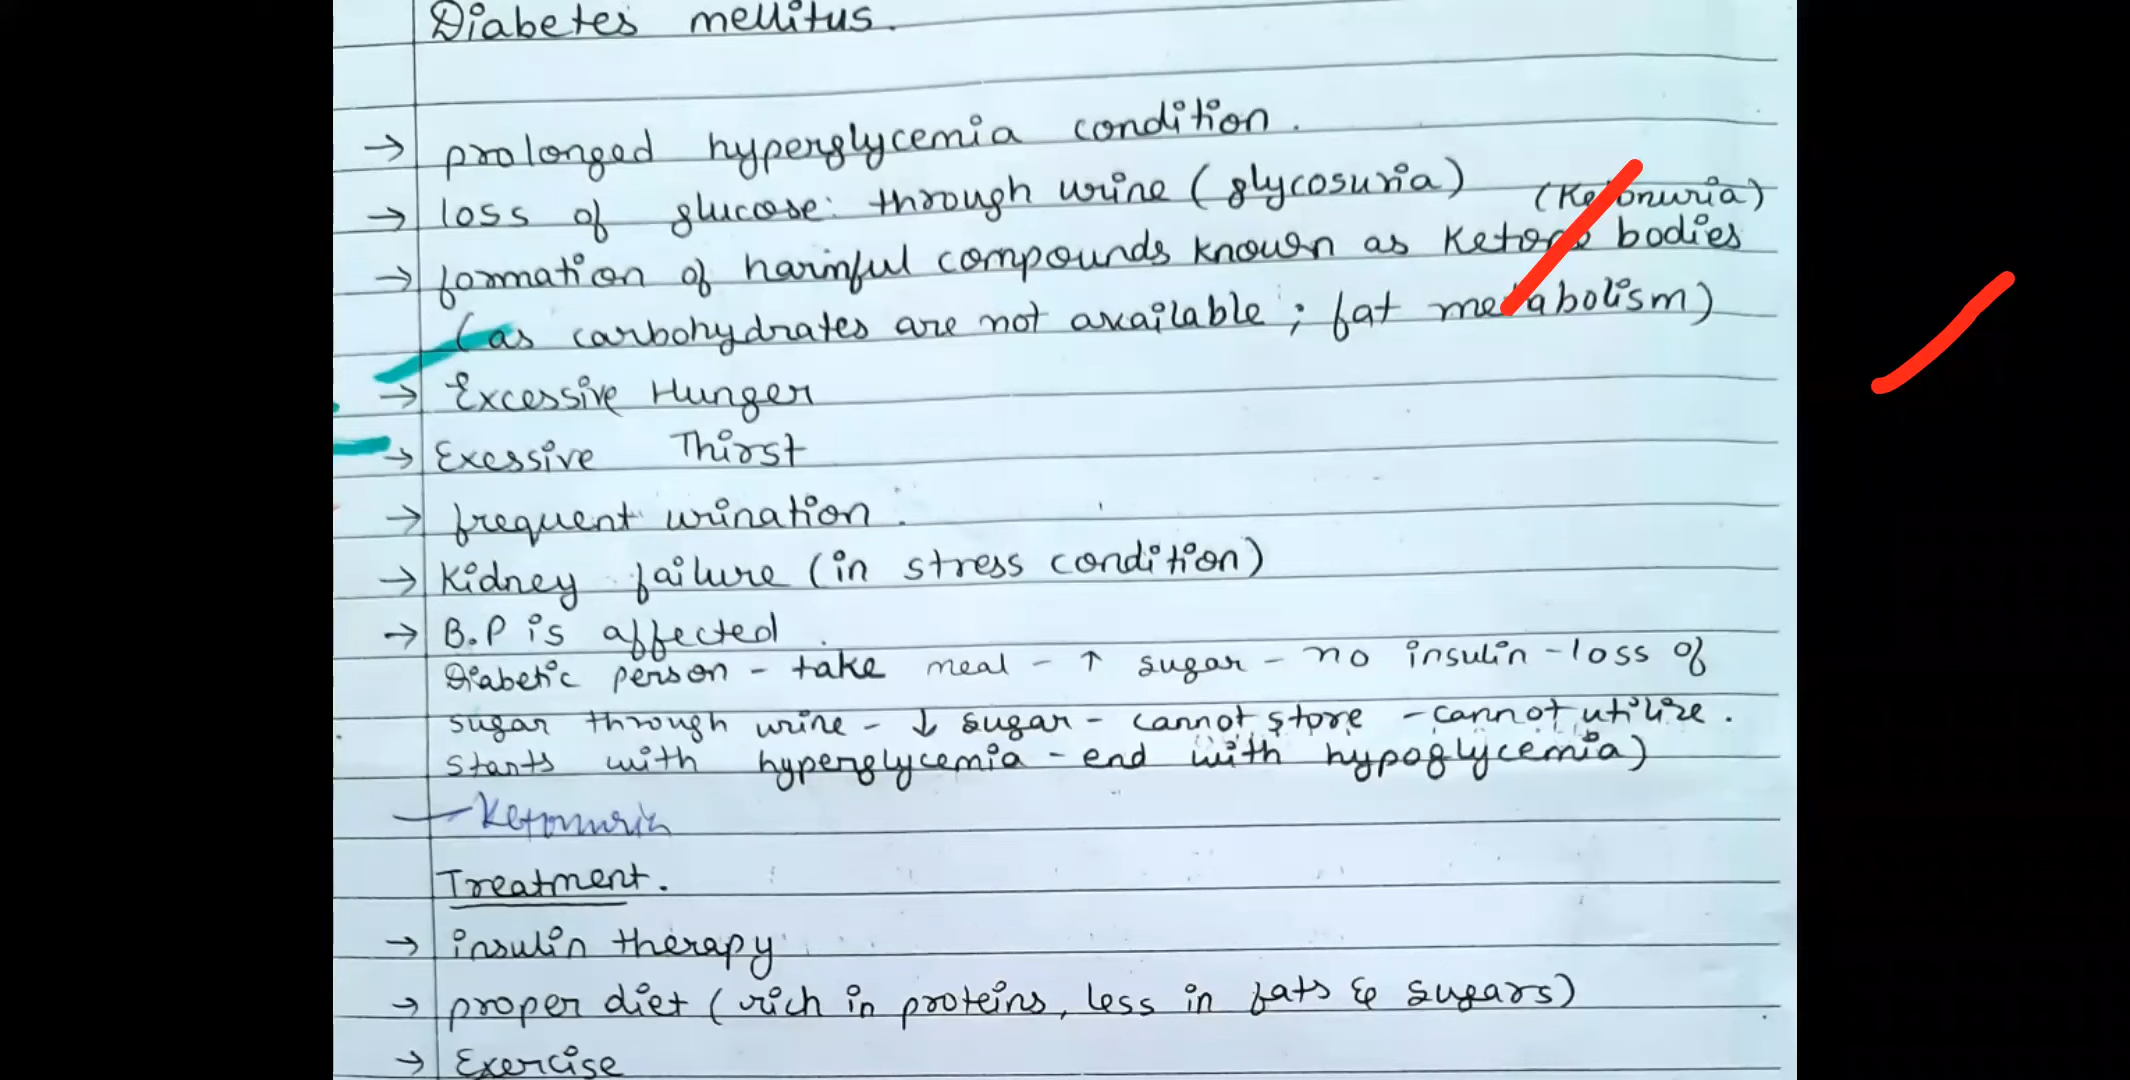 Diabetes mellitus.
→ prolonged hyperglycemia condition.
→ loss of glucose through urine (glycosuria) (Ketonuria)
→ formation of harmful compounds known as Ketone bodies
(as carbohydrates are not available ; fat metabolism)
→ Excessive Hunger
→ Exessive Thirst
→ frequent urination.
→ Kidney failure (in stress condition)
→ B.P is affected.
Diabetic person - take meal - ↑ sugar - no insulin - loss of
sugar through urine - ↓ sugar - cannot store - cannot utilize.
starts with hyperglycemia - end with hypoglycemia)
- Ketonuria
Treatment.
→ insulin therapy
→ proper diet (rich in proteins, less in fats & sugars)
→ Exercise